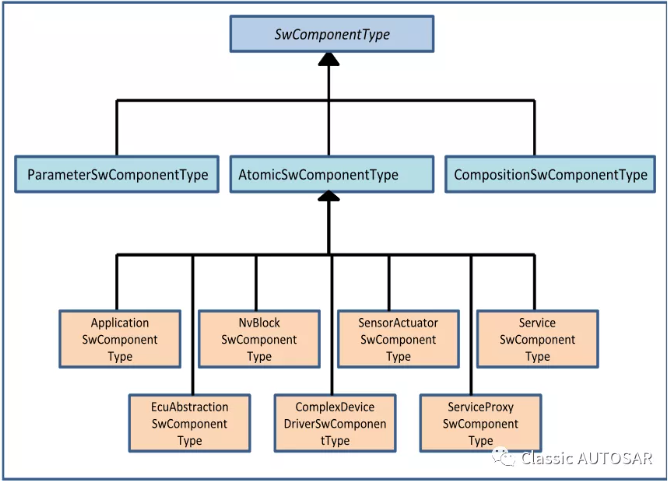 SwComponentType
ParameterSwComponentType
AtomicSwComponentType
CompositionSwComponentType
Application
SwComponent
Type
NvBlock
SwComponent
Type
SensorActuator
SwComponent
Type
Service
SwComponent
Type
EcuAbstraction
SwComponent
Type
ComplexDevice
DriverSwComponen
tType
ServiceProxy
SwComponent
Type
Classic AUTOSAR